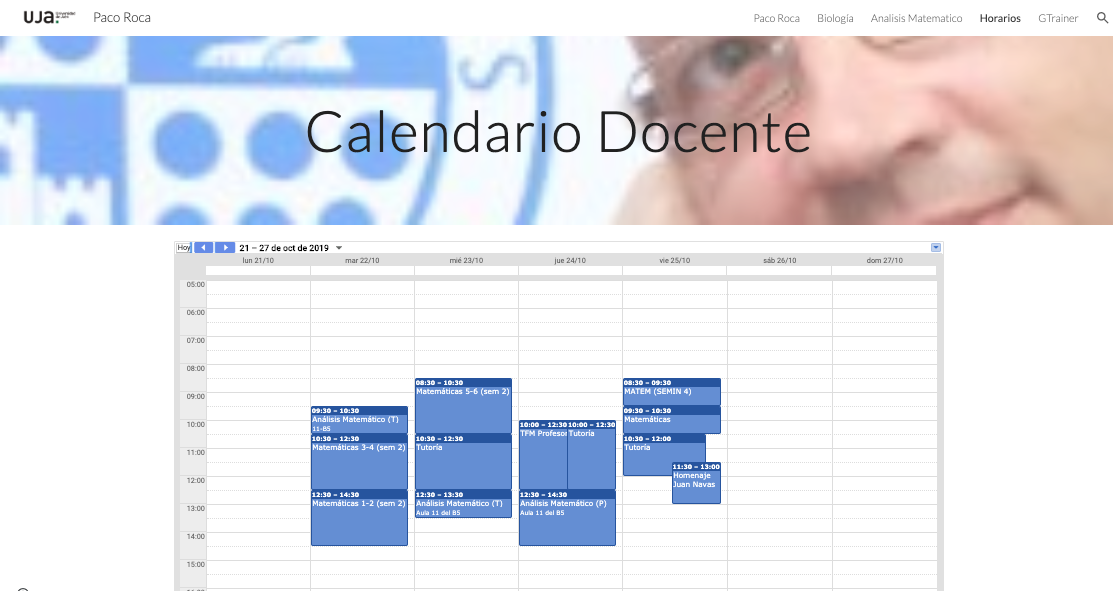 uja. Universidad de Jaén
Paco Roca
Paco Roca Biología Analisis Matematico Horarios GTrainer
S
Calendario Docente
Hoy 21 – 27 de oct de 2019
lun 21/10 mar 22/10 mié 23/10 jue 24/10 vie 25/10 sáb 26/10 dom 27/10
05:00
06:00
07:00
08:00
09:00
10:00
11:00
12:00
13:00
14:00
15:00
09:30 – 10:30
Análisis Matemático (T)
11-B5
10:30 – 12:30
Matemáticas 3-4 (sem 2)
12:30 – 14:30
Matemáticas 1-2 (sem 2)
08:30 – 10:30
Matemáticas 5-6 (sem 2)
10:30 – 12:30
Tutoría
12:30 – 13:30
Análisis Matemático (T)
Aula 11 del B5
10:00 – 12:30
TFM Profesor
10:00 – 12:30
Tutoría
12:30 – 14:30
Análisis Matemático (P)
Aula 11 del B5
08:30 – 09:30
MATEM (SEMIN 4)
09:30 – 10:30
Matemáticas
10:30 – 12:00
Tutoría
11:30 – 13:00
Homenaje
Juan Navas